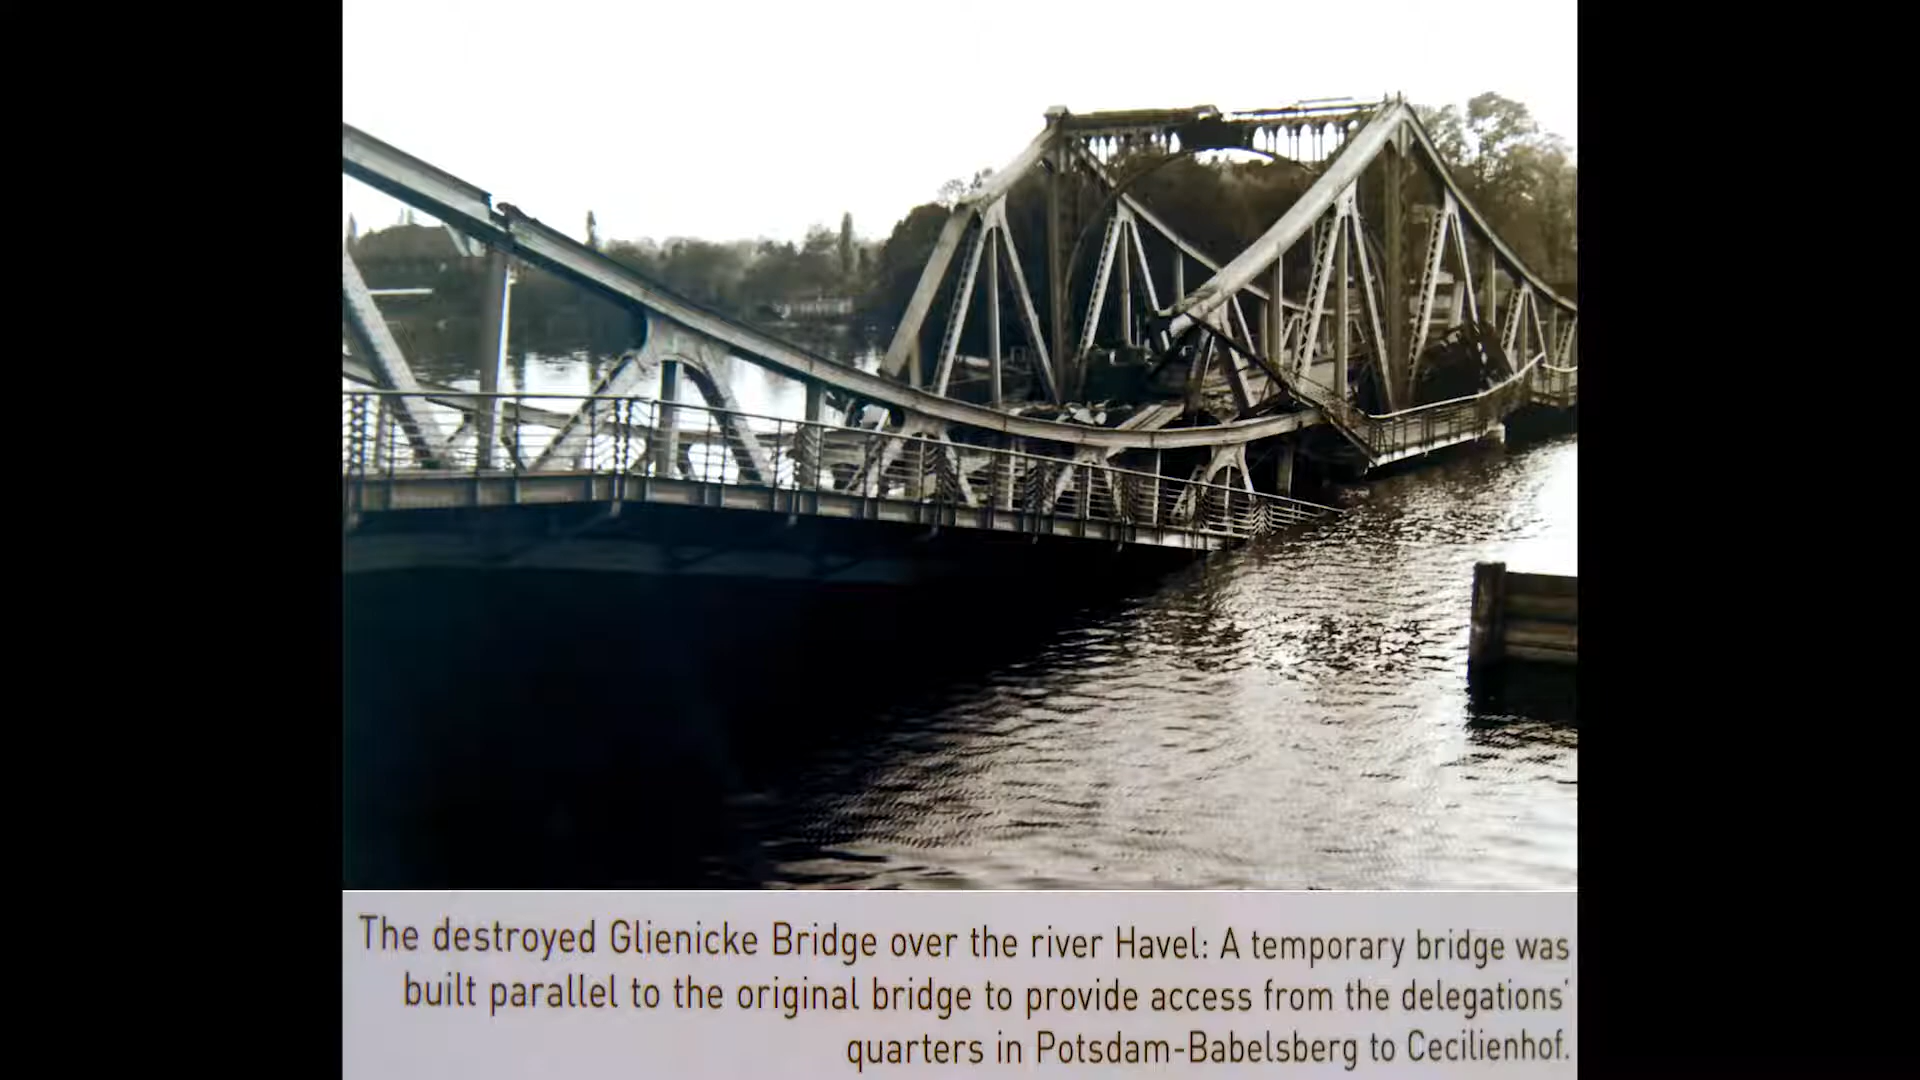 The destroyed Glienicke Bridge over the river Havel: A temporary bridge was
built parallel to the original bridge to provide access from the delegations'
quarters in Potsdam-Babelsberg to Cecilienhof.